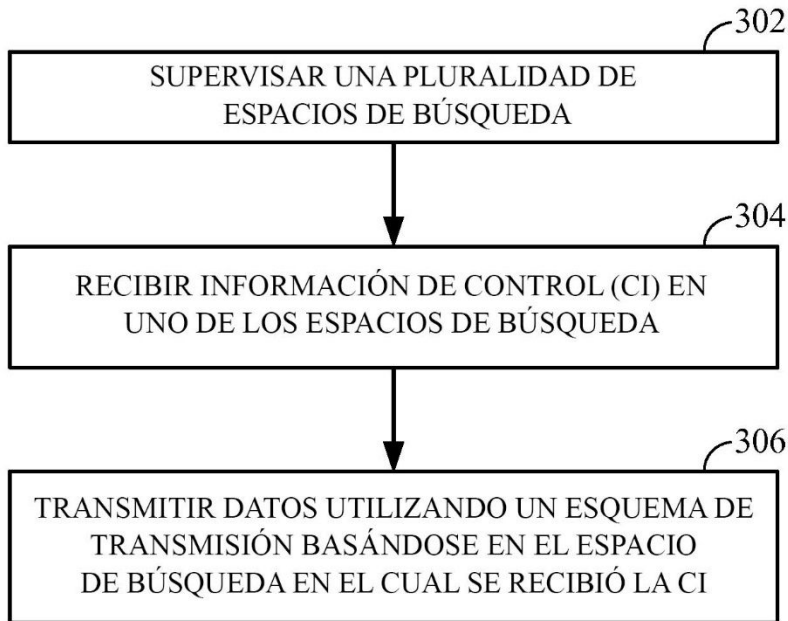 302
SUPERVISAR UNA PLURALIDAD DE
ESPACIOS DE BÚSQUEDA
304
RECIBIR INFORMACIÓN DE CONTROL (CI) EN
UNO DE LOS ESPACIOS DE BÚSQUEDA
306
TRANSMITIR DATOS UTILIZANDO UN ESQUEMA DE
TRANSMISIÓN BASÁNDOSE EN EL ESPACIO
DE BÚSQUEDA EN EL CUAL SE RECIBIÓ LA CI